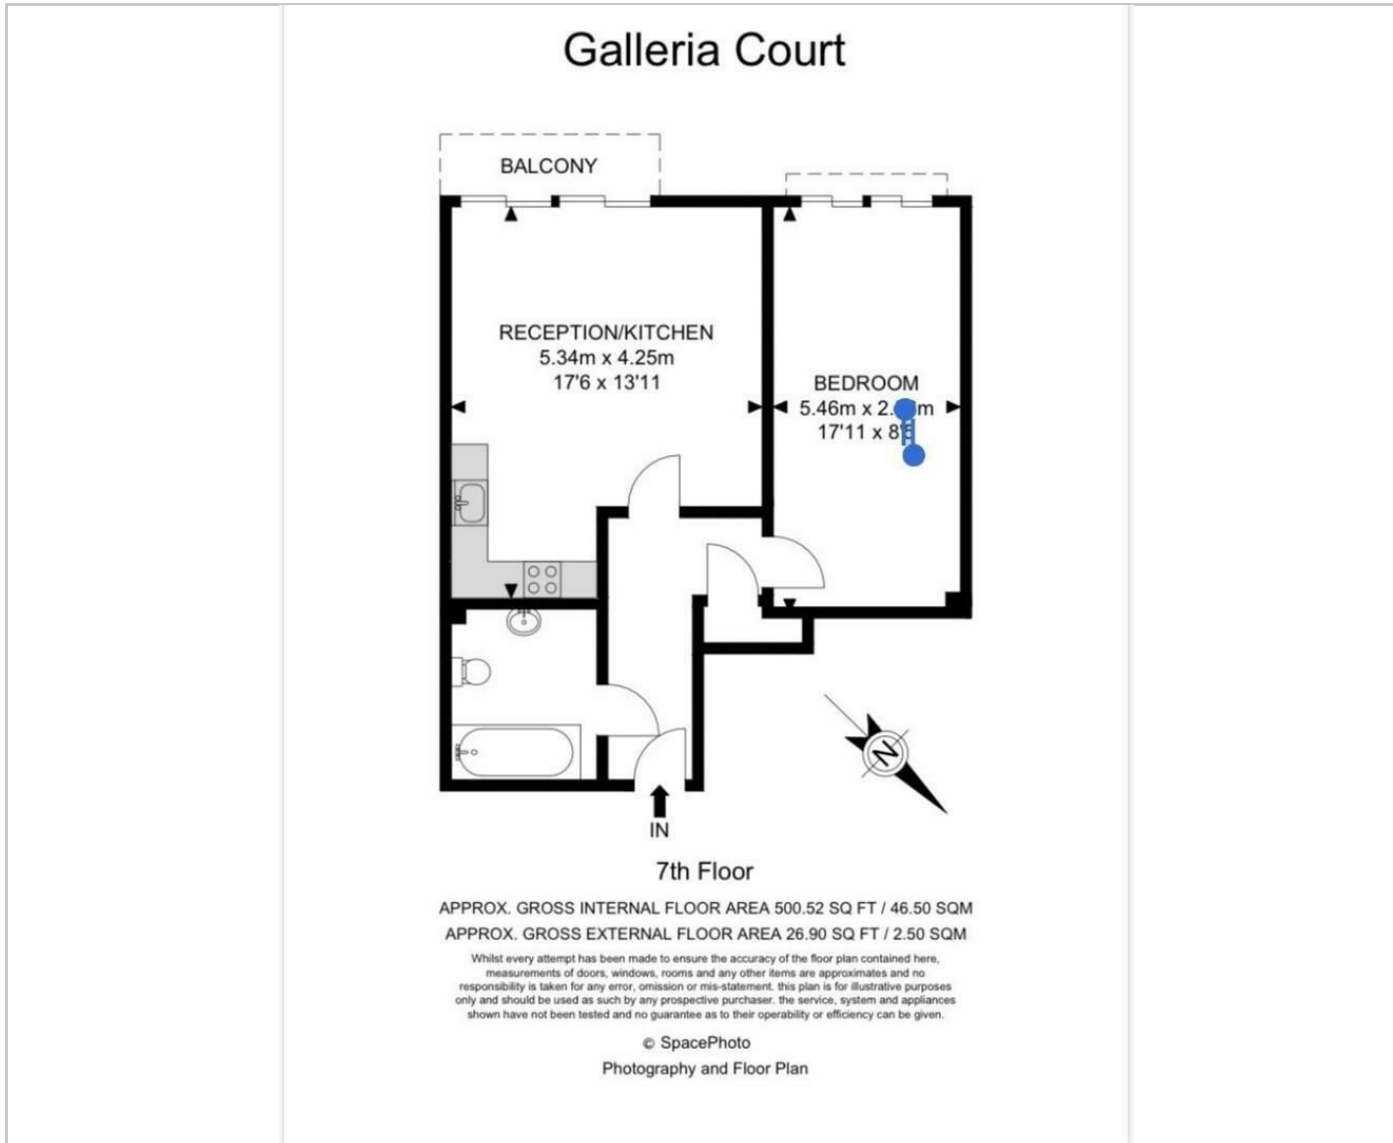 Galleria Court
BALCONY
RECEPTION/KITCHEN
5.34m x 4.25m
17'6 x 13'11
BEDROOM
5.46m x 2. m
17'11 x 8'
N
IN
7th Floor
APPROX. GROSS INTERNAL FLOOR AREA 500.52 SQ FT / 46.50 SQM
APPROX. GROSS EXTERNAL FLOOR AREA 26.90 SQ FT / 2.50 SQM
Whilst every attempt has been made to ensure the accuracy of the floor plan contained here,
measurements of doors, windows, rooms and any other items are approximates and no
responsibility is taken for any error, omission or mis-statement. this plan is for illustrative purposes
only and should be used as such by any prospective purchaser. the service, system and appliances
shown have not been tested and no guarantee as to their operability or efficiency can be given.
© SpacePhoto
Photography and Floor Plan